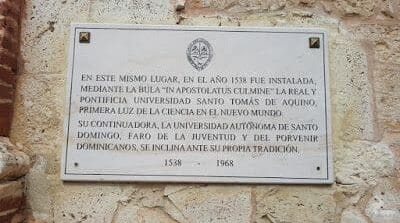 EN ESTE MISMO LUGAR, EN EL AÑO 1538 FUE INSTALADA,
MEDIANTE LA BULA "IN APOSTOLATUS CULMINE" LA REAL Y
PONTIFICIA UNIVERSIDAD SANTO TOMÁS DE AQUINO,
PRIMERA LUZ DE LA CIENCIA EN EL NUEVO MUNDO.
SU CONTINUADORA, LA UNIVERSIDAD AUTÓNOMA DE SANTO
DOMINGO, FARO DE LA JUVENTUD Y DEL PORVENIR
DOMINICANOS, SE INCLINA ANTE SU PROPIA TRADICIÓN.
1538 - 1968